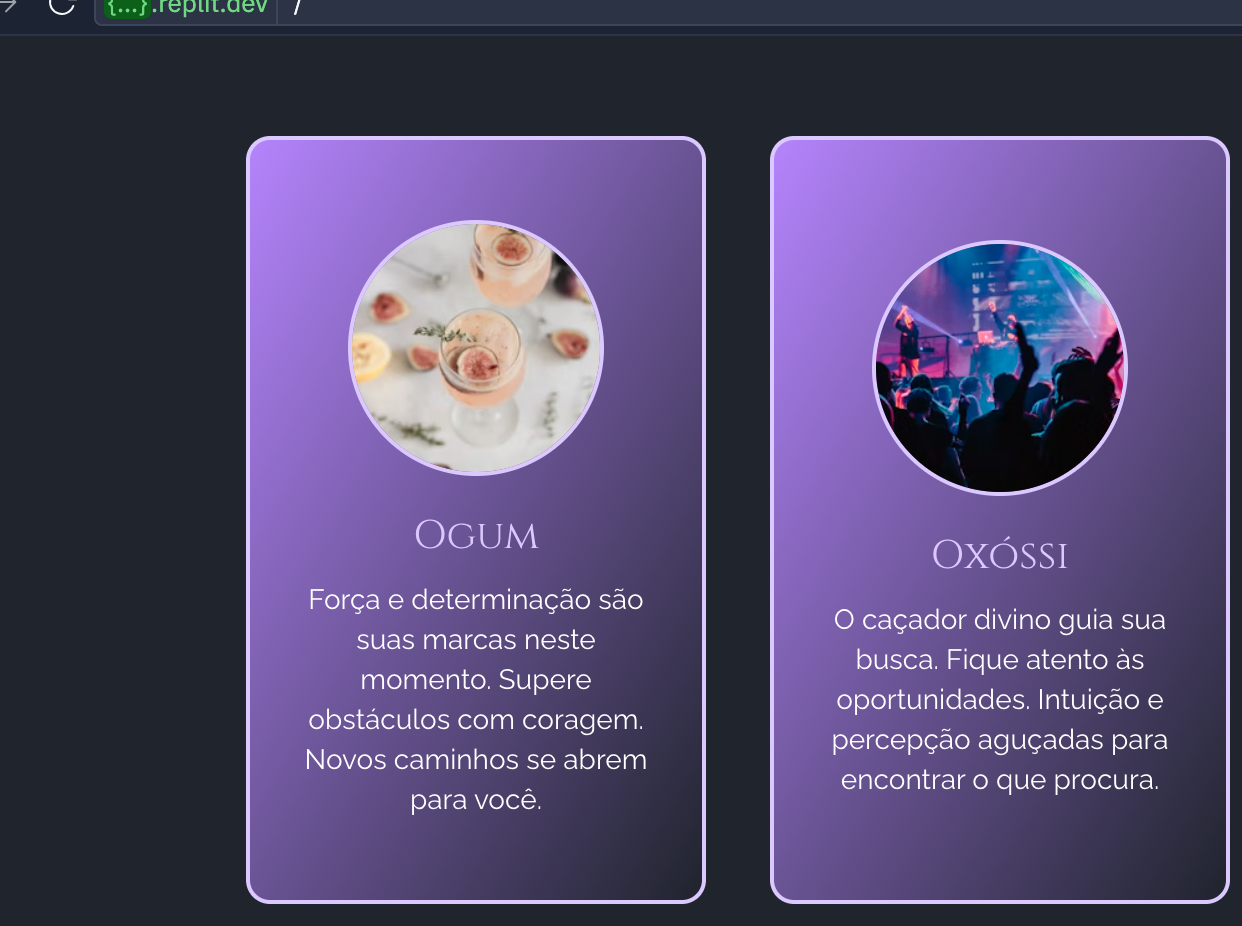 {...}.replit.dev /
Ogum
Força e determinação são
suas marcas neste
momento. Supere
obstáculos com coragem.
Novos caminhos se abrem
para você.
Oxóssi
O caçador divino guia sua
busca. Fique atento às
oportunidades. Intuição e
percepção aguçadas para
encontrar o que procura.